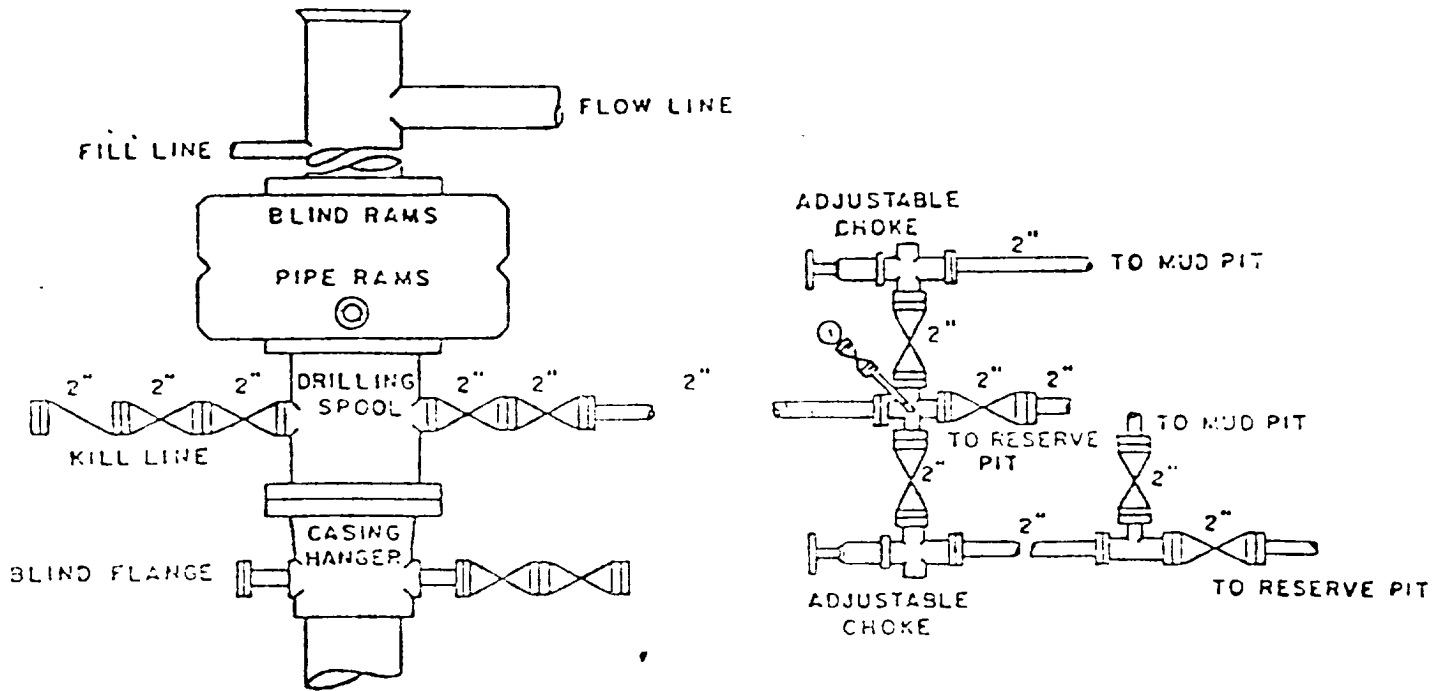 FLOW LINE
FILL LINE
BLIND RAMS
PIPE RAMS
2" 2" 2" DRILLING 2" 2" 2"
SPOOL
KILL LINE
CASING
HANGER
BLIND FLANGE
ADJUSTABLE
CHOKE
2"
TO MUD PIT
2"
2" 2"
TO RESERVE
PIT
TO MUD PIT
2"
2"
2" 2"
ADJUSTABLE
CHOKE
TO RESERVE PIT